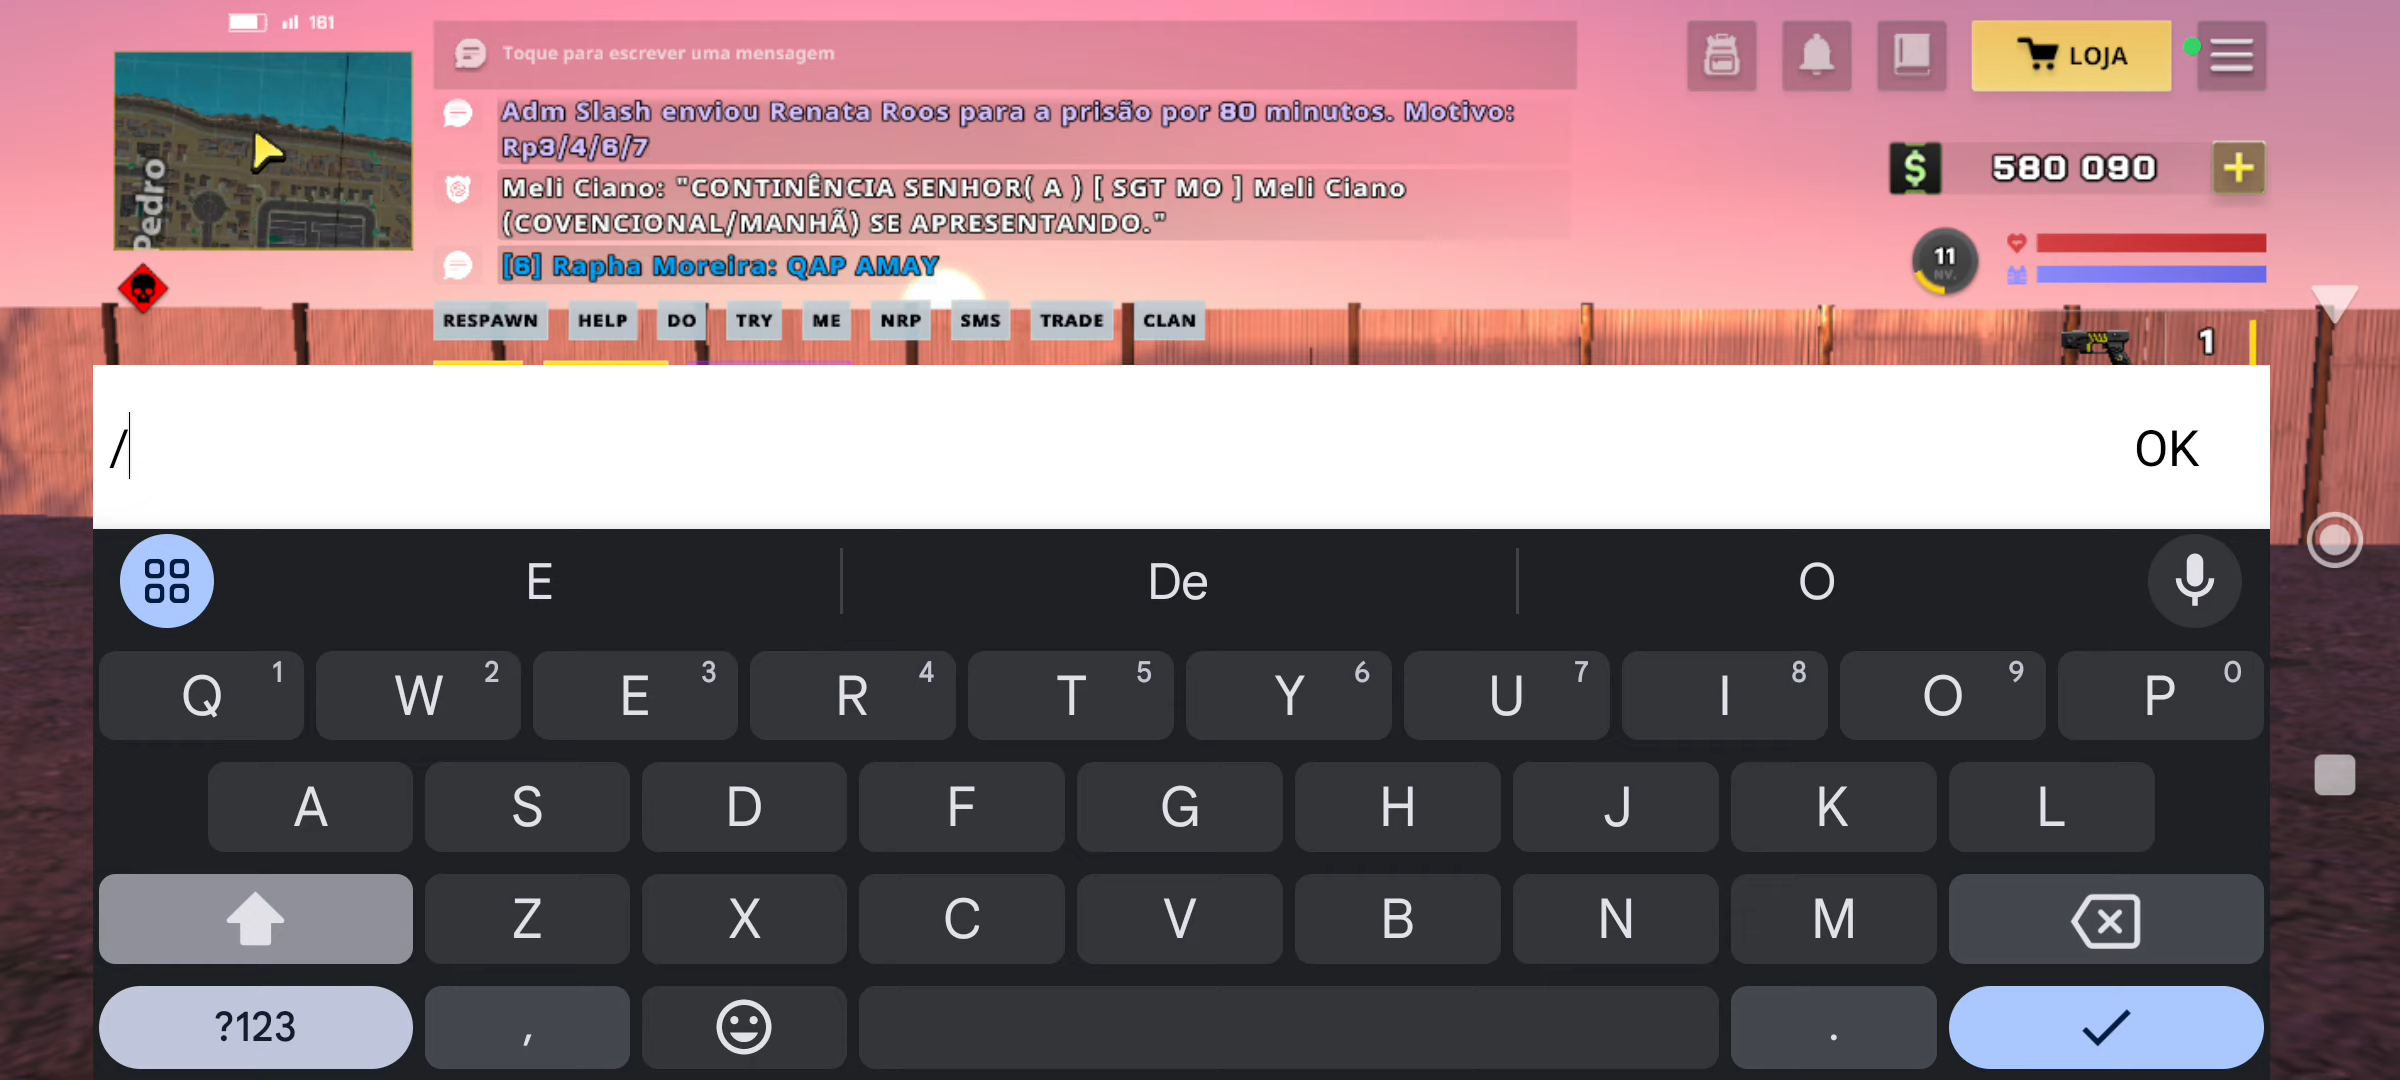 161
Toque para escrever uma mensagem
LOJA
Adm Slash enviou Renata Roos para a prisão por 80 minutos. Motivo:
Rp3/4/6/7
Pedro
580 090
Meli Ciano: "CONTINÊNCIA SENHOR( A ) [ SGT MO ] Meli Ciano
(COVENCIONAL/MANHÃ) SE APRESENTANDO."
11
NV.
[6] Rapha Moreira: QAP AMAY
RESPAWN HELP DO TRY ME NRP SMS TRADE CLAN
1
/
OK
E De O
Q 1 W 2 E 3 R 4 T 5 Y 6 U 7 I 8 O 9 P 0
A S D F G H J K L
Z X C V B N M
?123 , .